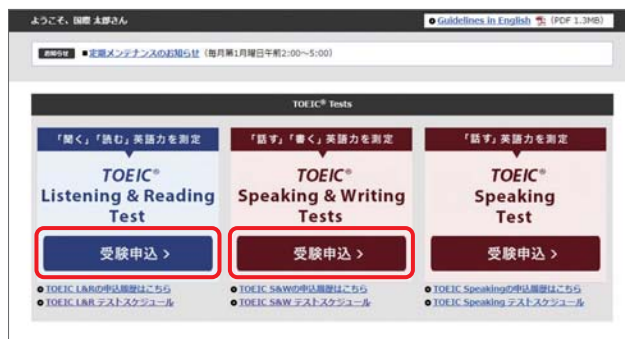 ようこそ、国際 太郎さん
Guidelines in English (PDF 1.3MB)
お知らせ ■定期メンテナンスのお知らせ（毎月第1月曜日午前2:00～5:00）
TOEIC® Tests
「聞く」「読む」英語力を測定
TOEIC®
Listening & Reading
Test
受験申込 >
TOEIC L&Rの申込履歴はこちら
TOEIC L&R テストスケジュール
「話す」「書く」英語力を測定
TOEIC®
Speaking & Writing
Tests
受験申込 >
TOEIC S&Wの申込履歴はこちら
TOEIC S&W テストスケジュール
「話す」英語力を測定
TOEIC®
Speaking
Test
受験申込 >
TOEIC Speakingの申込履歴はこちら
TOEIC Speaking テストスケジュール